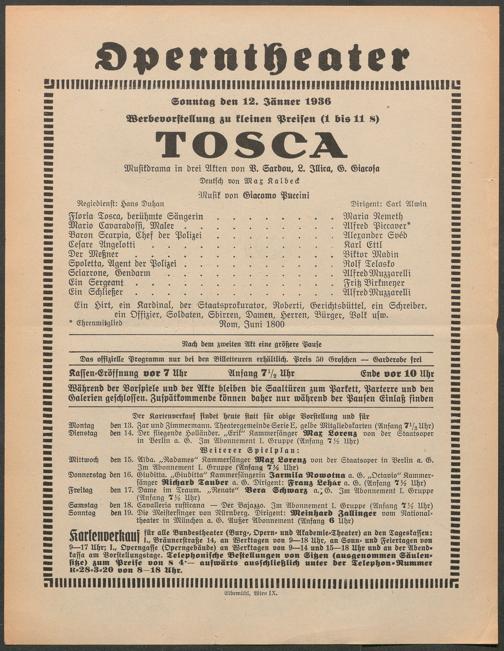 Operntheater
Sonntag den 12. Jänner 1936
Werbevorstellung zu kleinen Preisen (1 bis 11 S)
TOSCA
Musikdrama in drei Akten von V. Sardou, L. Illica, G. Giacosa
Deutsch von Max Kalbeck
Musik von Giacomo Puccini
Regiedienst: Hans Duhan Dirigent: Carl Alwin
Floria Tosca, berühmte Sängerin . . . . . . . . Maria Nemeth
Mario Cavaradossi, Maler . . . . . . . . Alfred Piccaver*
Baron Scarpia, Chef der Polizei . . . . . . . . Alexander Svéd
Cesare Angelotti . . . . . . . . Karl Ettl
Der Meßner . . . . . . . . Viktor Madin
Spoletta, Agent der Polizei . . . . . . . . Rolf Telasko
Sciarrone, Gendarm . . . . . . . . Alfred Muzzarelli
Ein Sergeant . . . . . . . . Fritz Birkmeyer
Ein Schließer . . . . . . . . Alfred Muzzarelli
Ein Hirt, ein Kardinal, der Staatsprokurator, Roberti, Gerichtsbüttel, ein Schreiber,
ein Offizier, Soldaten, Sbirren, Damen, Herren, Bürger, Volk usw.
* Ehrenmitglied Rom, Juni 1800
Nach dem zweiten Akt eine größere Pause
Das offizielle Programm nur bei den Billetteuren erhältlich. Preis 50 Groschen — Garderobe frei
Kassen-Eröffnung vor 7 Uhr Anfang 7½ Uhr Ende vor 10 Uhr
Während der Vorspiele und der Akte bleiben die Saaltüren zum Parkett, Parterre und den
Galerien geschlossen. Zuspätkommende können daher nur während der Pausen Einlaß finden
Der Kartenverkauf findet heute statt für obige Vorstellung und für
Montag den 13. Zar und Zimmermann. Theatergemeinde Serie E, gelbe Mitgliedskarten (Anfang 7½ Uhr)
Dienstag den 14. Der fliegende Holländer. „Erik“ Kammersänger Max Lorenz von der Staatsoper
in Berlin a. G. Im Abonnement I. Gruppe (Anfang 7½ Uhr)
Weiterer Spielplan:
Mittwoch den 15. Aida. „Radames“ Kammersänger Max Lorenz von der Staatsoper in Berlin a. G.
Im Abonnement I. Gruppe (Anfang 7½ Uhr)
Donnerstag den 16. Giuditta. „Giuditta“ Kammersängerin Jarmila Novotna a. G. „Octavio“ Kammer-
sänger Richard Tauber a. G. Dirigent: Franz Lehár a. G. (Anfang 7½ Uhr)
Freitag den 17. Dame im Traum. „Renate“ Vera Schwarz a. G. Im Abonnement I. Gruppe
(Anfang 7½ Uhr)
Samstag den 18. Cavalleria rusticana — Der Bajazzo. Im Abonnement I. Gruppe (Anfang 7½ Uhr)
Sonntag den 19. Die Meistersinger von Nürnberg. Dirigent: Meinhard Zallinger vom National-
theater in München a. G. Außer Abonnement (Anfang 6 Uhr)
Kartenverkauf für alle Bundestheater (Burg-, Opern- und Akademie-Theater) an den Tageskassen:
I., Bräunerstraße 14, an Werktagen von 9—18 Uhr, an Sonn- und Feiertagen von
9—17 Uhr; I., Operngasse (Operngebäude) an Werktagen von 9—14 und 15—18 Uhr und an der Abend-
kassa am Vorstellungstage. Telephonische Bestellungen von Sitzen (ausgenommen Säulen-
sitze) zum Preise von S 4·— aufwärts ausschließlich unter der Telephon-Nummer
R-28-3-20 von 8—18 Uhr.
Elbemühl, Wien IX.